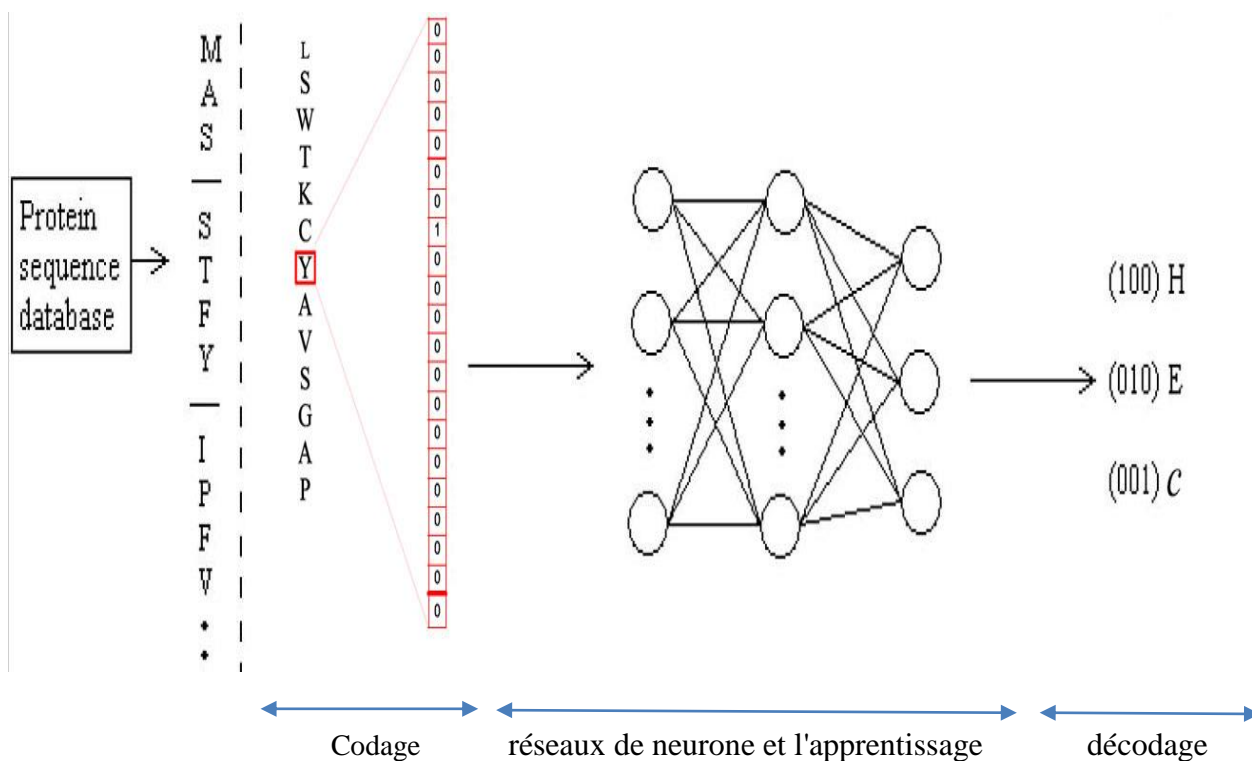 Protein
sequence
database
M
A
S
—
S
T
F
Y
—
I
P
F
V
•
•
L
S
W
T
K
C
Y
A
V
S
G
A
P
0
0
0
0
0
0
0
1
0
0
0
0
0
0
0
0
0
0
0
0
0
(100) H
(010) E
(001) C
Codage
réseaux de neurone et l'apprentissage
décodage